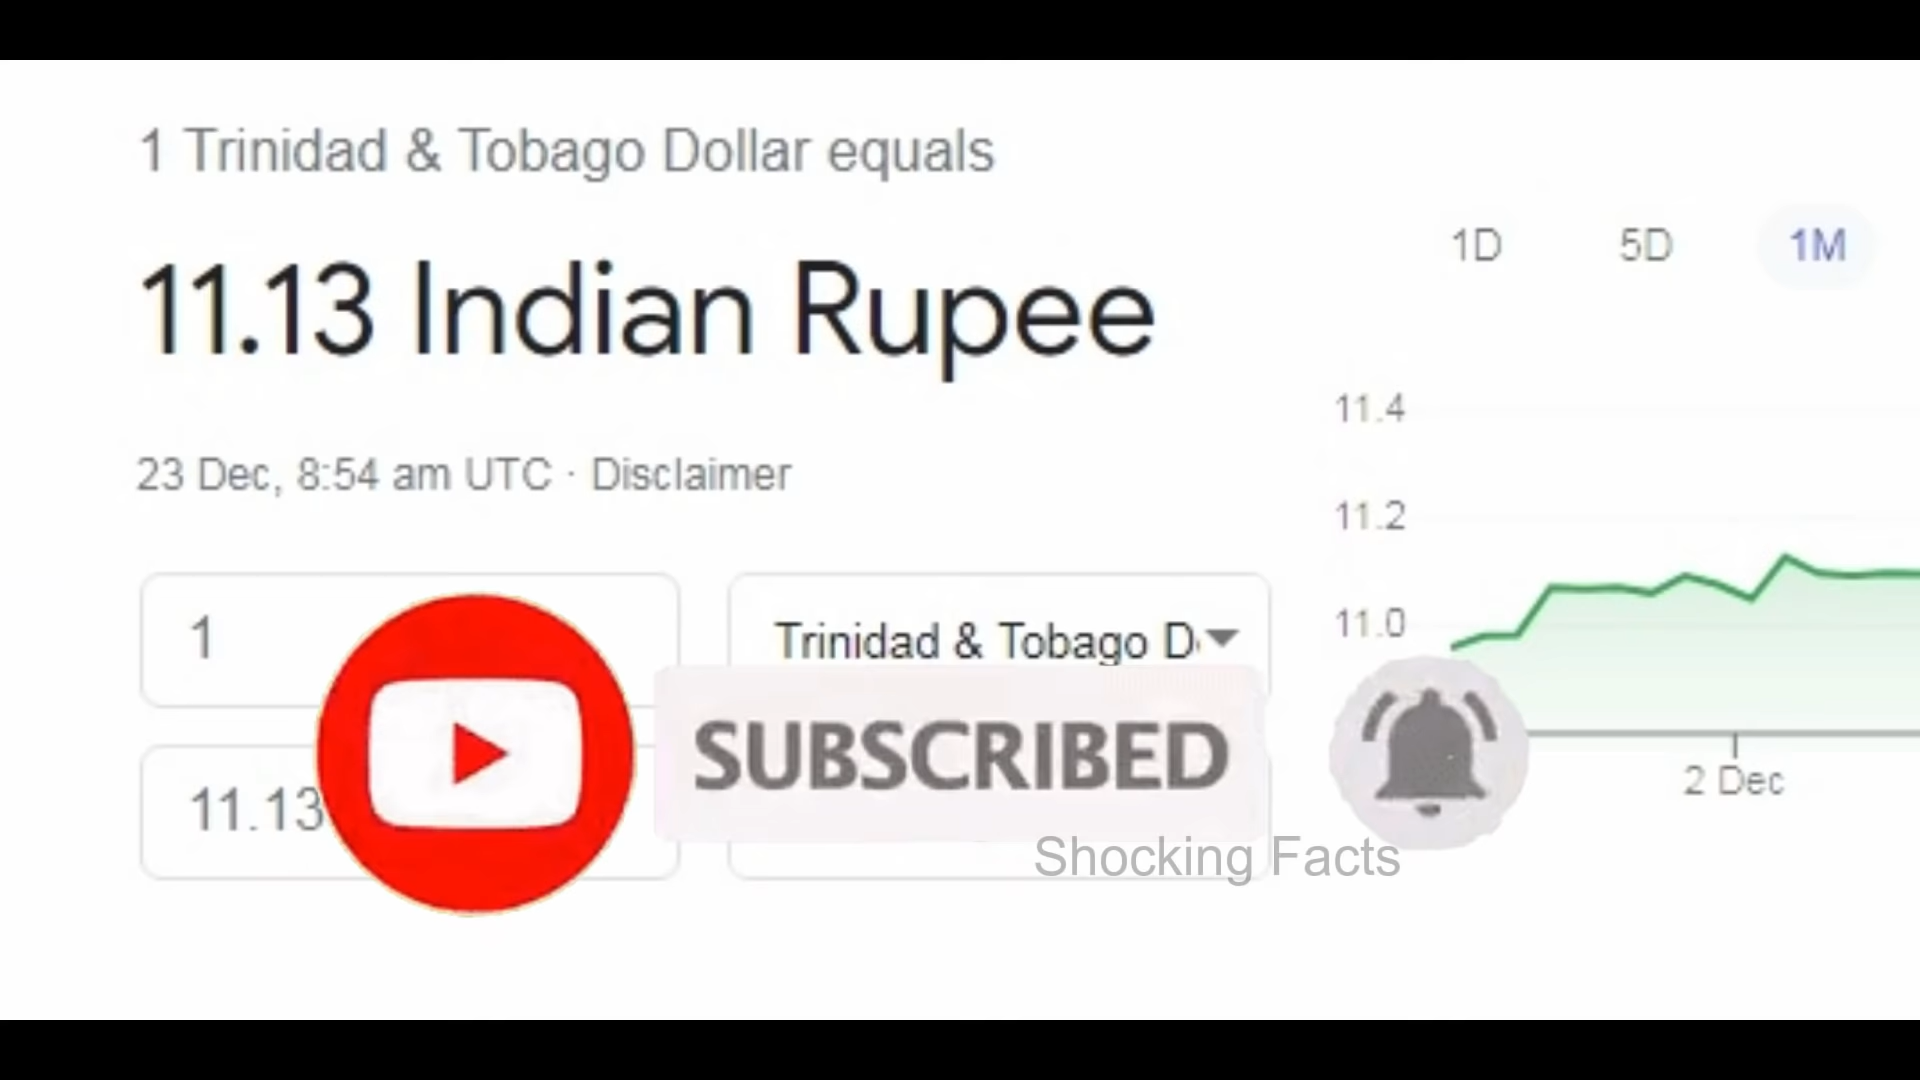 1 Trinidad & Tobago Dollar equals
11.13 Indian Rupee
23 Dec, 8:54 am UTC · Disclaimer
1
Trinidad & Tobago D
11.13
SUBSCRIBED
Shocking Facts
1D 5D 1M
11.4
11.2
11.0
2 Dec